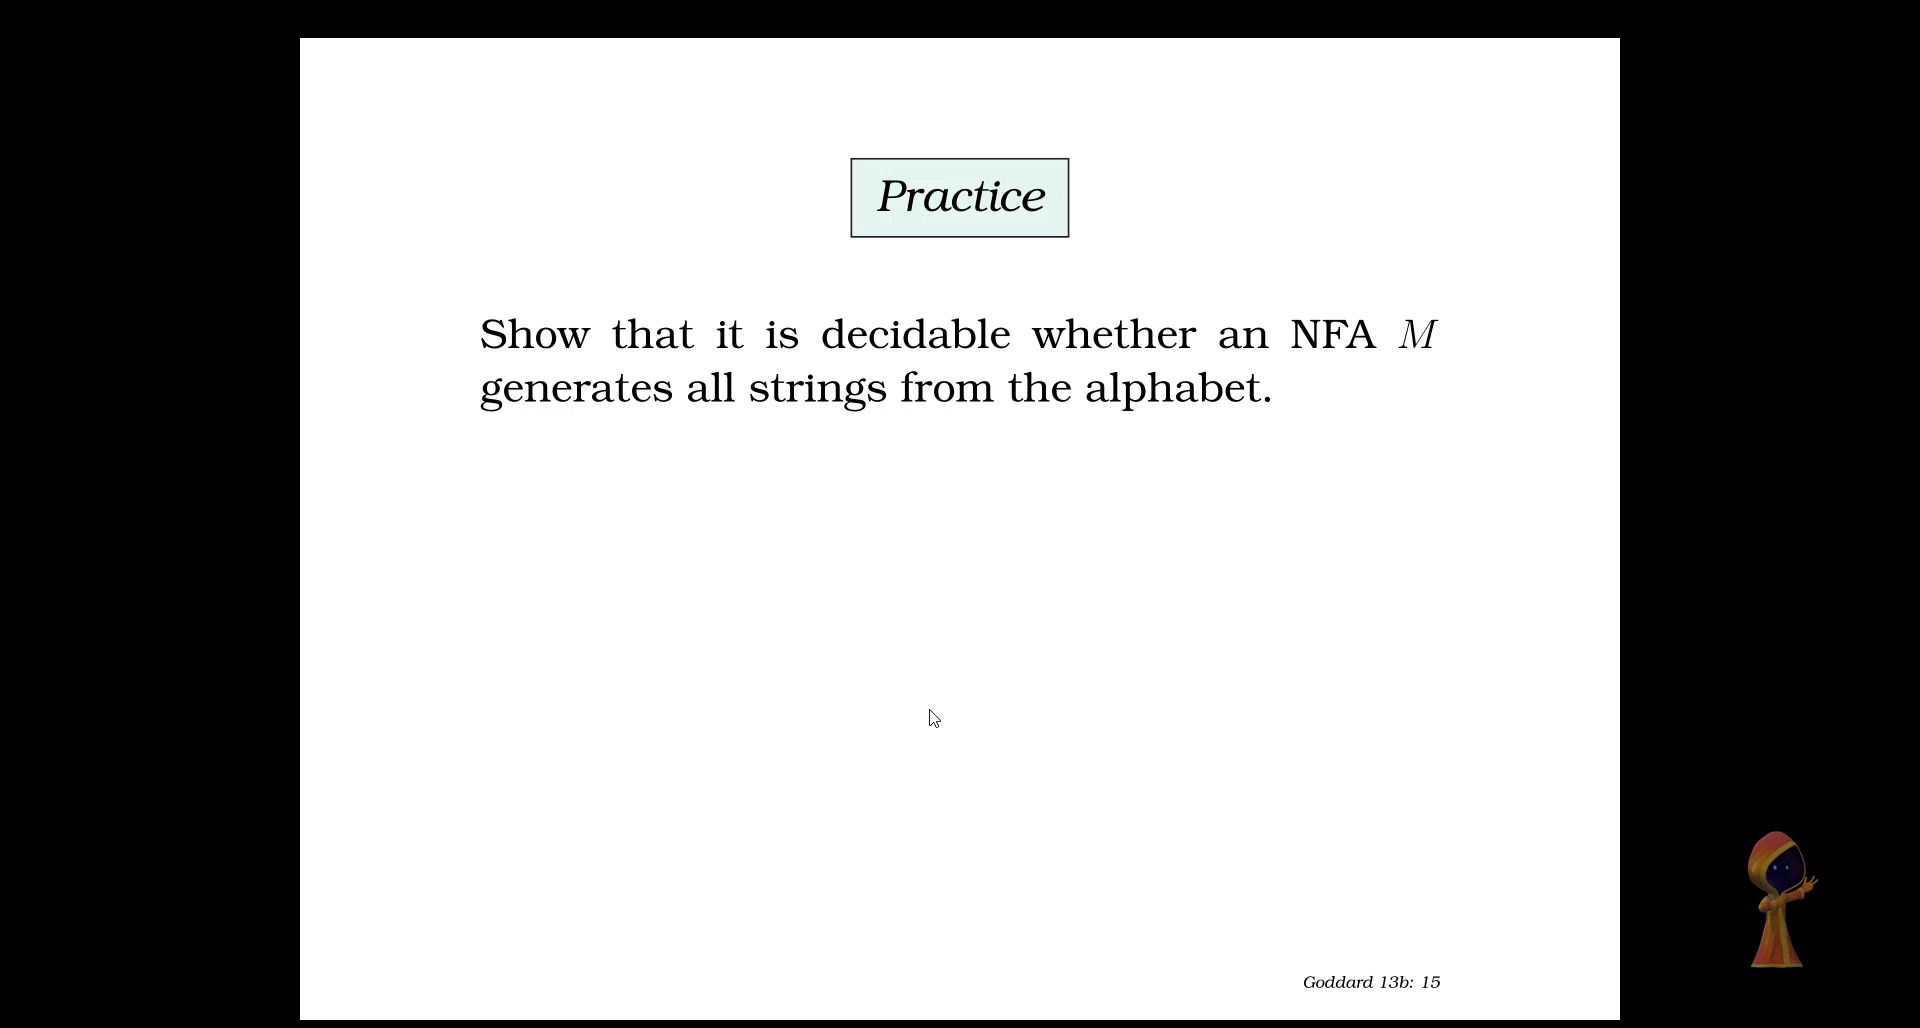 Practice
Show that it is decidable whether an NFA M
generates all strings from the alphabet.
Goddard 13b: 15